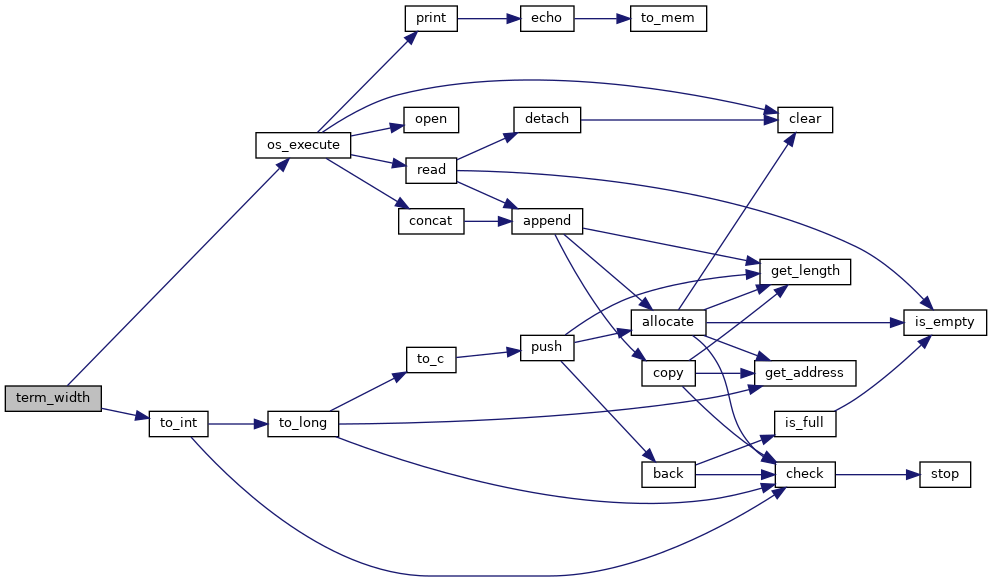 print
echo
to_mem
open
detach
clear
os_execute
read
concat
append
get_length
allocate
is_empty
push
to_c
copy
get_address
term_width
to_int
to_long
is_full
back
check
stop